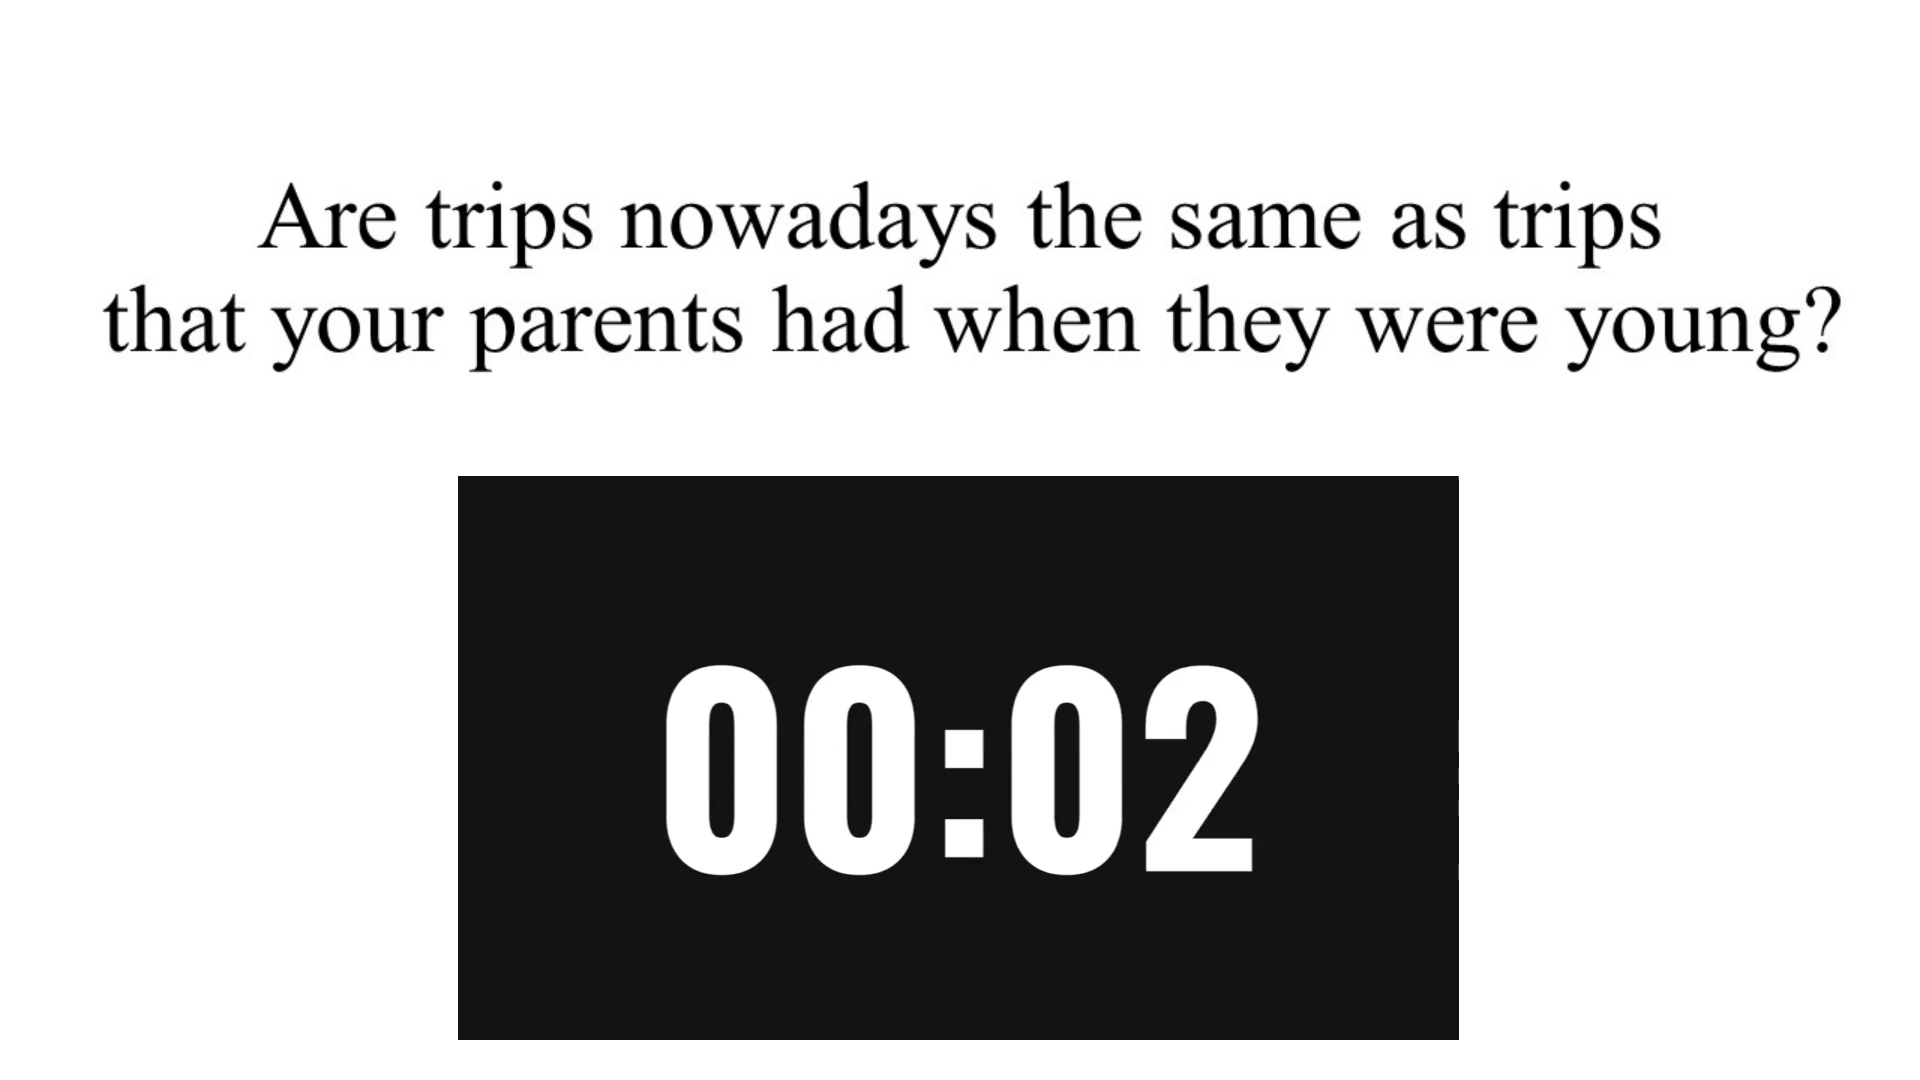 Are trips nowadays the same as trips
that your parents had when they were young?
00:02